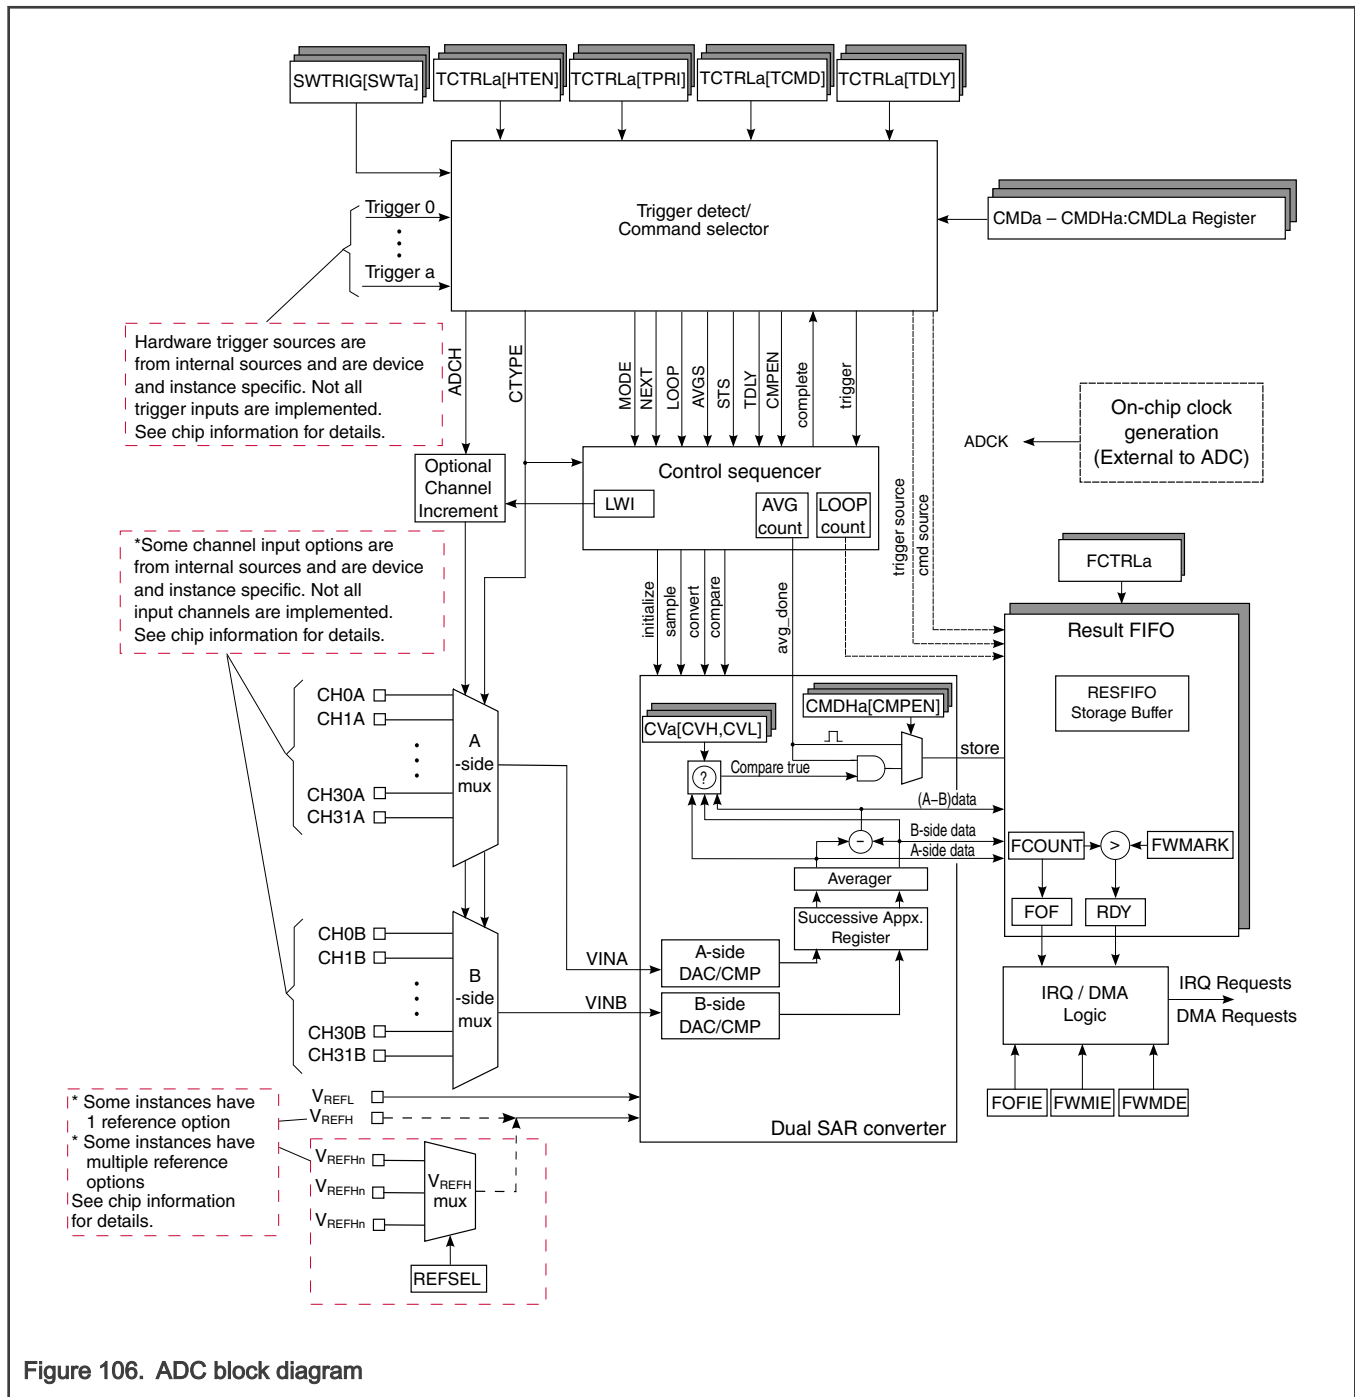 SWTRIG[SWTa]
TCTRLa[HTEN]
TCTRLa[TPRI]
TCTRLa[TCMD]
TCTRLa[TDLY]
Trigger detect/
Command selector
CMDa – CMDHa:CMDLa Register
Trigger 0
Trigger a
Hardware trigger sources are
from internal sources and are device
and instance specific. Not all
trigger inputs are implemented.
See chip information for details.
ADCH
CTYPE
MODE
NEXT
LOOP
AVGS
STS
TDLY
CMPEN
complete
trigger
trigger source
cmd source
ADCK
On-chip clock
generation
(External to ADC)
Optional
Channel
Increment
Control sequencer
LWI
AVG
count
LOOP
count
*Some channel input options are
from internal sources and are device
and instance specific. Not all
input channels are implemented.
See chip information for details.
initialize
sample
convert
compare
avg_done
FCTRLa
Result FIFO
RESFIFO
Storage Buffer
CH0A
CH1A
CH30A
CH31A
A
-side
mux
CVa[CVH,CVL]
CMDHa[CMPEN]
?
Compare true
store
(A–B)data
B-side data
A-side data
–
Averager
Successive Appx.
Register
FCOUNT
>
FWMARK
FOF
RDY
CH0B
CH1B
CH30B
CH31B
B
-side
mux
VINA
VINB
A-side
DAC/CMP
B-side
DAC/CMP
IRQ / DMA
Logic
IRQ Requests
DMA Requests
FOFIE
FWMIE
FWMDE
VREFL
VREFH
Dual SAR converter
* Some instances have
1 reference option
* Some instances have
multiple reference
options
See chip information
for details.
VREFHn
VREFHn
VREFHn
VREFH
mux
REFSEL
Figure 106. ADC block diagram